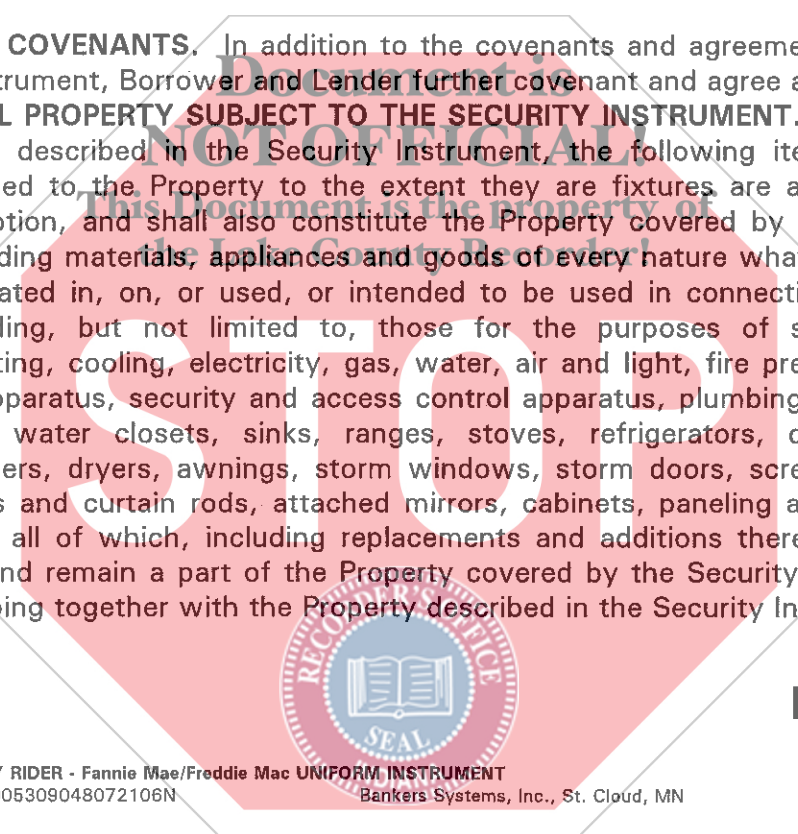 COVENANTS. In addition to the covenants and agreeme
trument, Borrower and Lender further covenant and agree a
L PROPERTY SUBJECT TO THE SECURITY INSTRUMENT.
described in the Security Instrument, the following ite
ed to the Property to the extent they are fixtures are a
ption, and shall also constitute the Property covered by
ding materials, appliances and goods of every nature what
ated in, on, or used, or intended to be used in connecti
ling, but not limited to, those for the purposes of s
ting, cooling, electricity, gas, water, air and light, fire pre
pparatus, security and access control apparatus, plumbing
water closets, sinks, ranges, stoves, refrigerators, d
ers, dryers, awnings, storm windows, storm doors, scre
s and curtain rods, attached mirrors, cabinets, paneling a
all of which, including replacements and additions there
nd remain a part of the Property covered by the Security
ing together with the Property described in the Security In
Document is
NOT OFFICIAL!
This Document is the property of
the Lake County Recorder!
STOP
RECORDER'S OFFICE
SEAL
INDIANA
Y RIDER - Fannie Mae/Freddie Mac UNIFORM INSTRUMENT
05309048072106N Bankers Systems, Inc., St. Cloud, MN